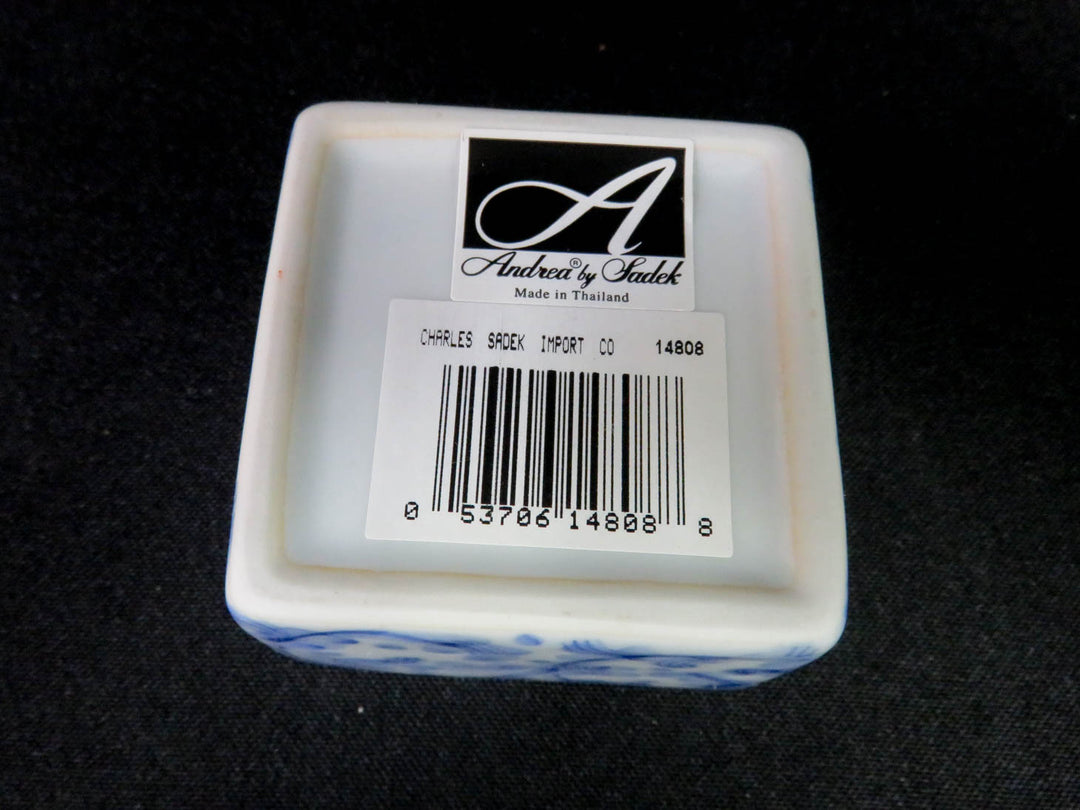 A
Andrea® by Sadek
Made in Thailand
CHARLES SADEK IMPORT CO 14808
0 53706 14808 8